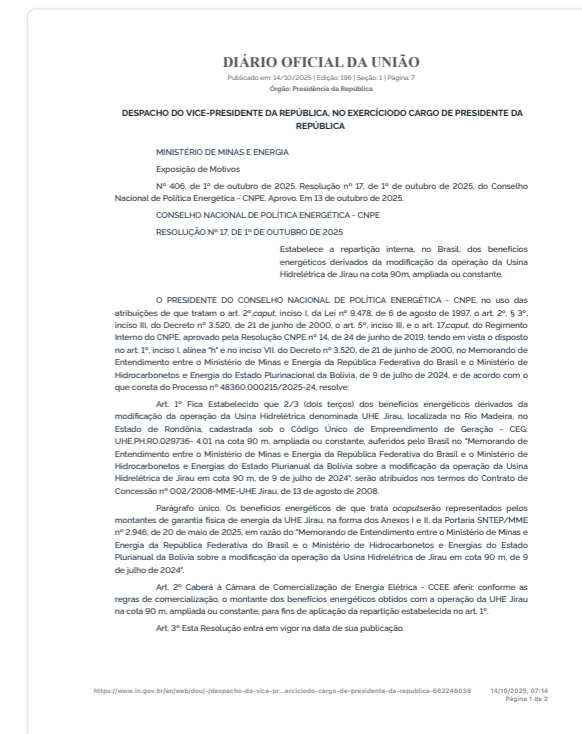 DIÁRIO OFICIAL DA UNIÃO
Publicado em: 14/10/2025 | Edição: 196 | Seção: 1 | Página: 7
Órgão: Presidência da República
DESPACHO DO VICE-PRESIDENTE DA REPÚBLICA, NO EXERCÍCIODO CARGO DE PRESIDENTE DA
REPÚBLICA
MINISTÉRIO DE MINAS E ENERGIA
Exposição de Motivos
Nº 406, de 1º de outubro de 2025. Resolução nº 17, de 1º de outubro de 2025, do Conselho
Nacional de Política Energética - CNPE. Aprovo. Em 13 de outubro de 2025.
CONSELHO NACIONAL DE POLÍTICA ENERGÉTICA - CNPE
RESOLUÇÃO Nº 17, DE 1º DE OUTUBRO DE 2025
Estabelece a repartição interna, no Brasil, dos benefícios
energéticos derivados da modificação da operação da Usina
Hidrelétrica de Jirau na cota 90m, ampliada ou constante.
O PRESIDENTE DO CONSELHO NACIONAL DE POLÍTICA ENERGÉTICA - CNPE, no uso das
atribuições de que tratam o art. 2º,caput, inciso I, da Lei nº 9.478, de 6 de agosto de 1997, o art. 2º, § 3º,
inciso III, do Decreto nº 3.520, de 21 de junho de 2000, o art. 5º, inciso III, e o art. 17,caput, do Regimento
Interno do CNPE, aprovado pela Resolução CNPE nº 14, de 24 de junho de 2019, tendo em vista o disposto
no art. 1º, inciso I, alínea "h" e no inciso VII, do Decreto nº 3.520, de 21 de junho de 2000, no Memorando de
Entendimento entre o Ministério de Minas e Energia da República Federativa do Brasil e o Ministério de
Hidrocarbonetos e Energias do Estado Plurinacional da Bolívia, de 9 de julho de 2024, e de acordo com o
que consta do Processo nº 48360.000215/2025-24, resolve:
Art. 1º Fica Estabelecido que 2/3 (dois terços) dos benefícios energéticos derivados da
modificação da operação da Usina Hidrelétrica denominada UHE Jirau, localizada no Rio Madeira, no
Estado de Rondônia, cadastrada sob o Código Único de Empreendimento de Geração - CEG:
UHE.PH.RO.029736- 4.01 na cota 90 m, ampliada ou constante, auferidos pelo Brasil no "Memorando de
Entendimento entre o Ministério de Minas e Energia da República Federativa do Brasil e o Ministério de
Hidrocarbonetos e Energias do Estado Plurianual da Bolívia sobre a modificação da operação da Usina
Hidrelétrica de Jirau em cota 90 m, de 9 de julho de 2024", serão atribuídos nos termos do Contrato de
Concessão nº 002/2008-MME-UHE Jirau, de 13 de agosto de 2008.
Parágrafo único. Os benefícios energéticos de que trata ocaputserão representados pelos
montantes de garantia física de energia da UHE Jirau, na forma dos Anexos I e II, da Portaria SNTEP/MME
nº 2.946, de 20 de maio de 2025, em razão do "Memorando de Entendimento entre o Ministério de Minas e
Energia da República Federativa do Brasil e o Ministério de Hidrocarbonetos e Energias do Estado
Plurianual da Bolívia sobre a modificação da operação da Usina Hidrelétrica de Jirau em cota 90 m, de 9
de julho de 2024".
Art. 2º Caberá à Câmara de Comercialização de Energia Elétrica - CCEE aferir, conforme as
regras de comercialização, o montante dos benefícios energéticos obtidos com a operação da UHE Jirau
na cota 90 m, ampliada ou constante, para fins de aplicação da repartição estabelecida no art. 1º.
Art. 3º Esta Resolução entra em vigor na data de sua publicação.
https://www.in.gov.br/en/web/dou/-/despacho-do-vice-pr...erciciodo-cargo-de-presidente-da-republica-662246038 14/10/2025, 07:14
Página 1 de 2